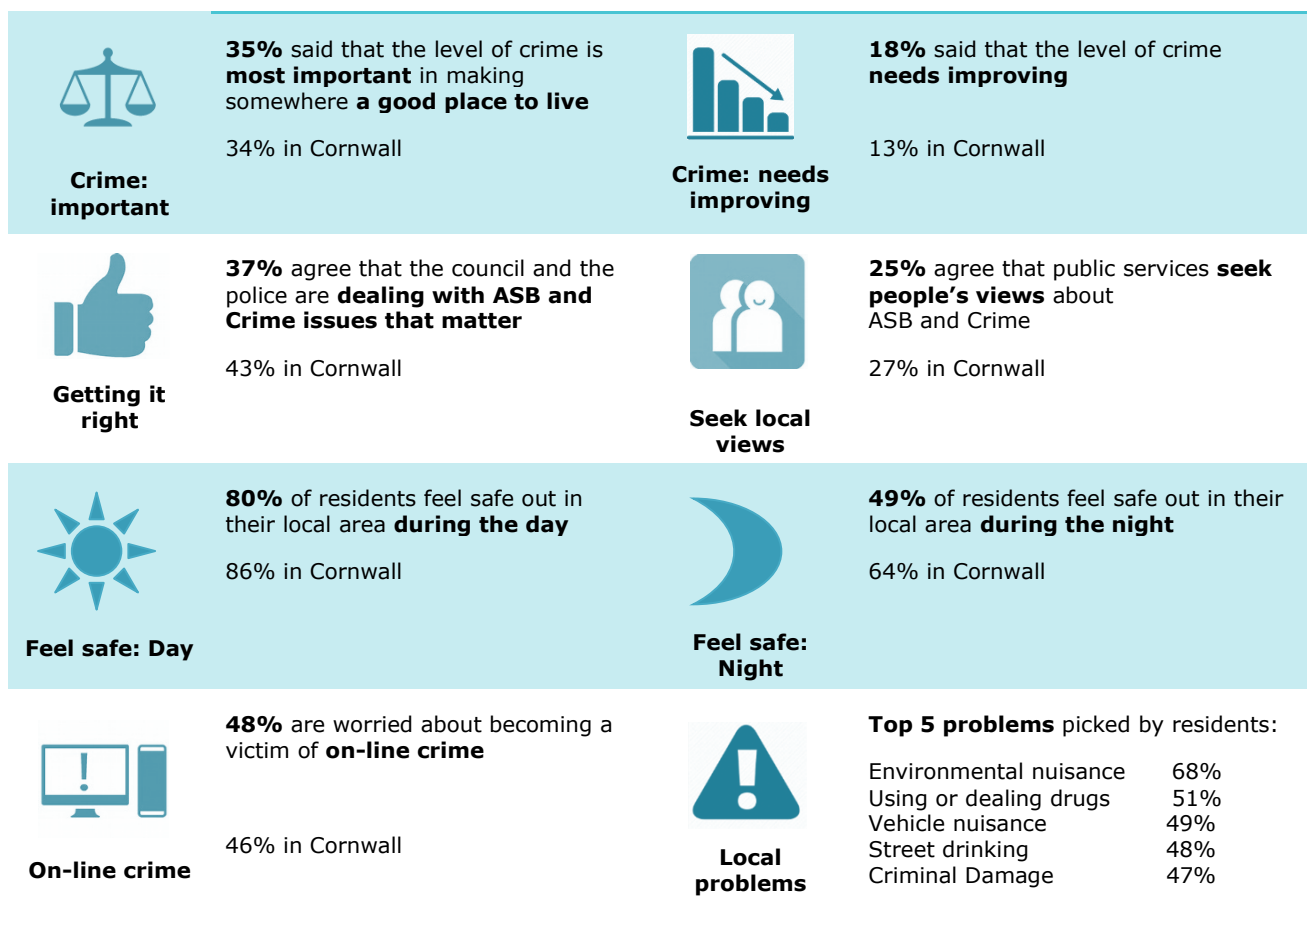 35% said that the level of crime is
most important in making
somewhere a good place to live
34% in Cornwall
Crime:
important
18% said that the level of crime
needs improving
13% in Cornwall
Crime: needs
improving
37% agree that the council and the
police are dealing with ASB and
Crime issues that matter
43% in Cornwall
Getting it
right
25% agree that public services seek
people’s views about
ASB and Crime
27% in Cornwall
Seek local
views
80% of residents feel safe out in
their local area during the day
86% in Cornwall
Feel safe: Day
49% of residents feel safe out in their
local area during the night
64% in Cornwall
Feel safe:
Night
48% are worried about becoming a
victim of on-line crime
46% in Cornwall
On-line crime
Top 5 problems picked by residents:
Environmental nuisance 68%
Using or dealing drugs 51%
Vehicle nuisance 49%
Street drinking 48%
Criminal Damage 47%
Local
problems